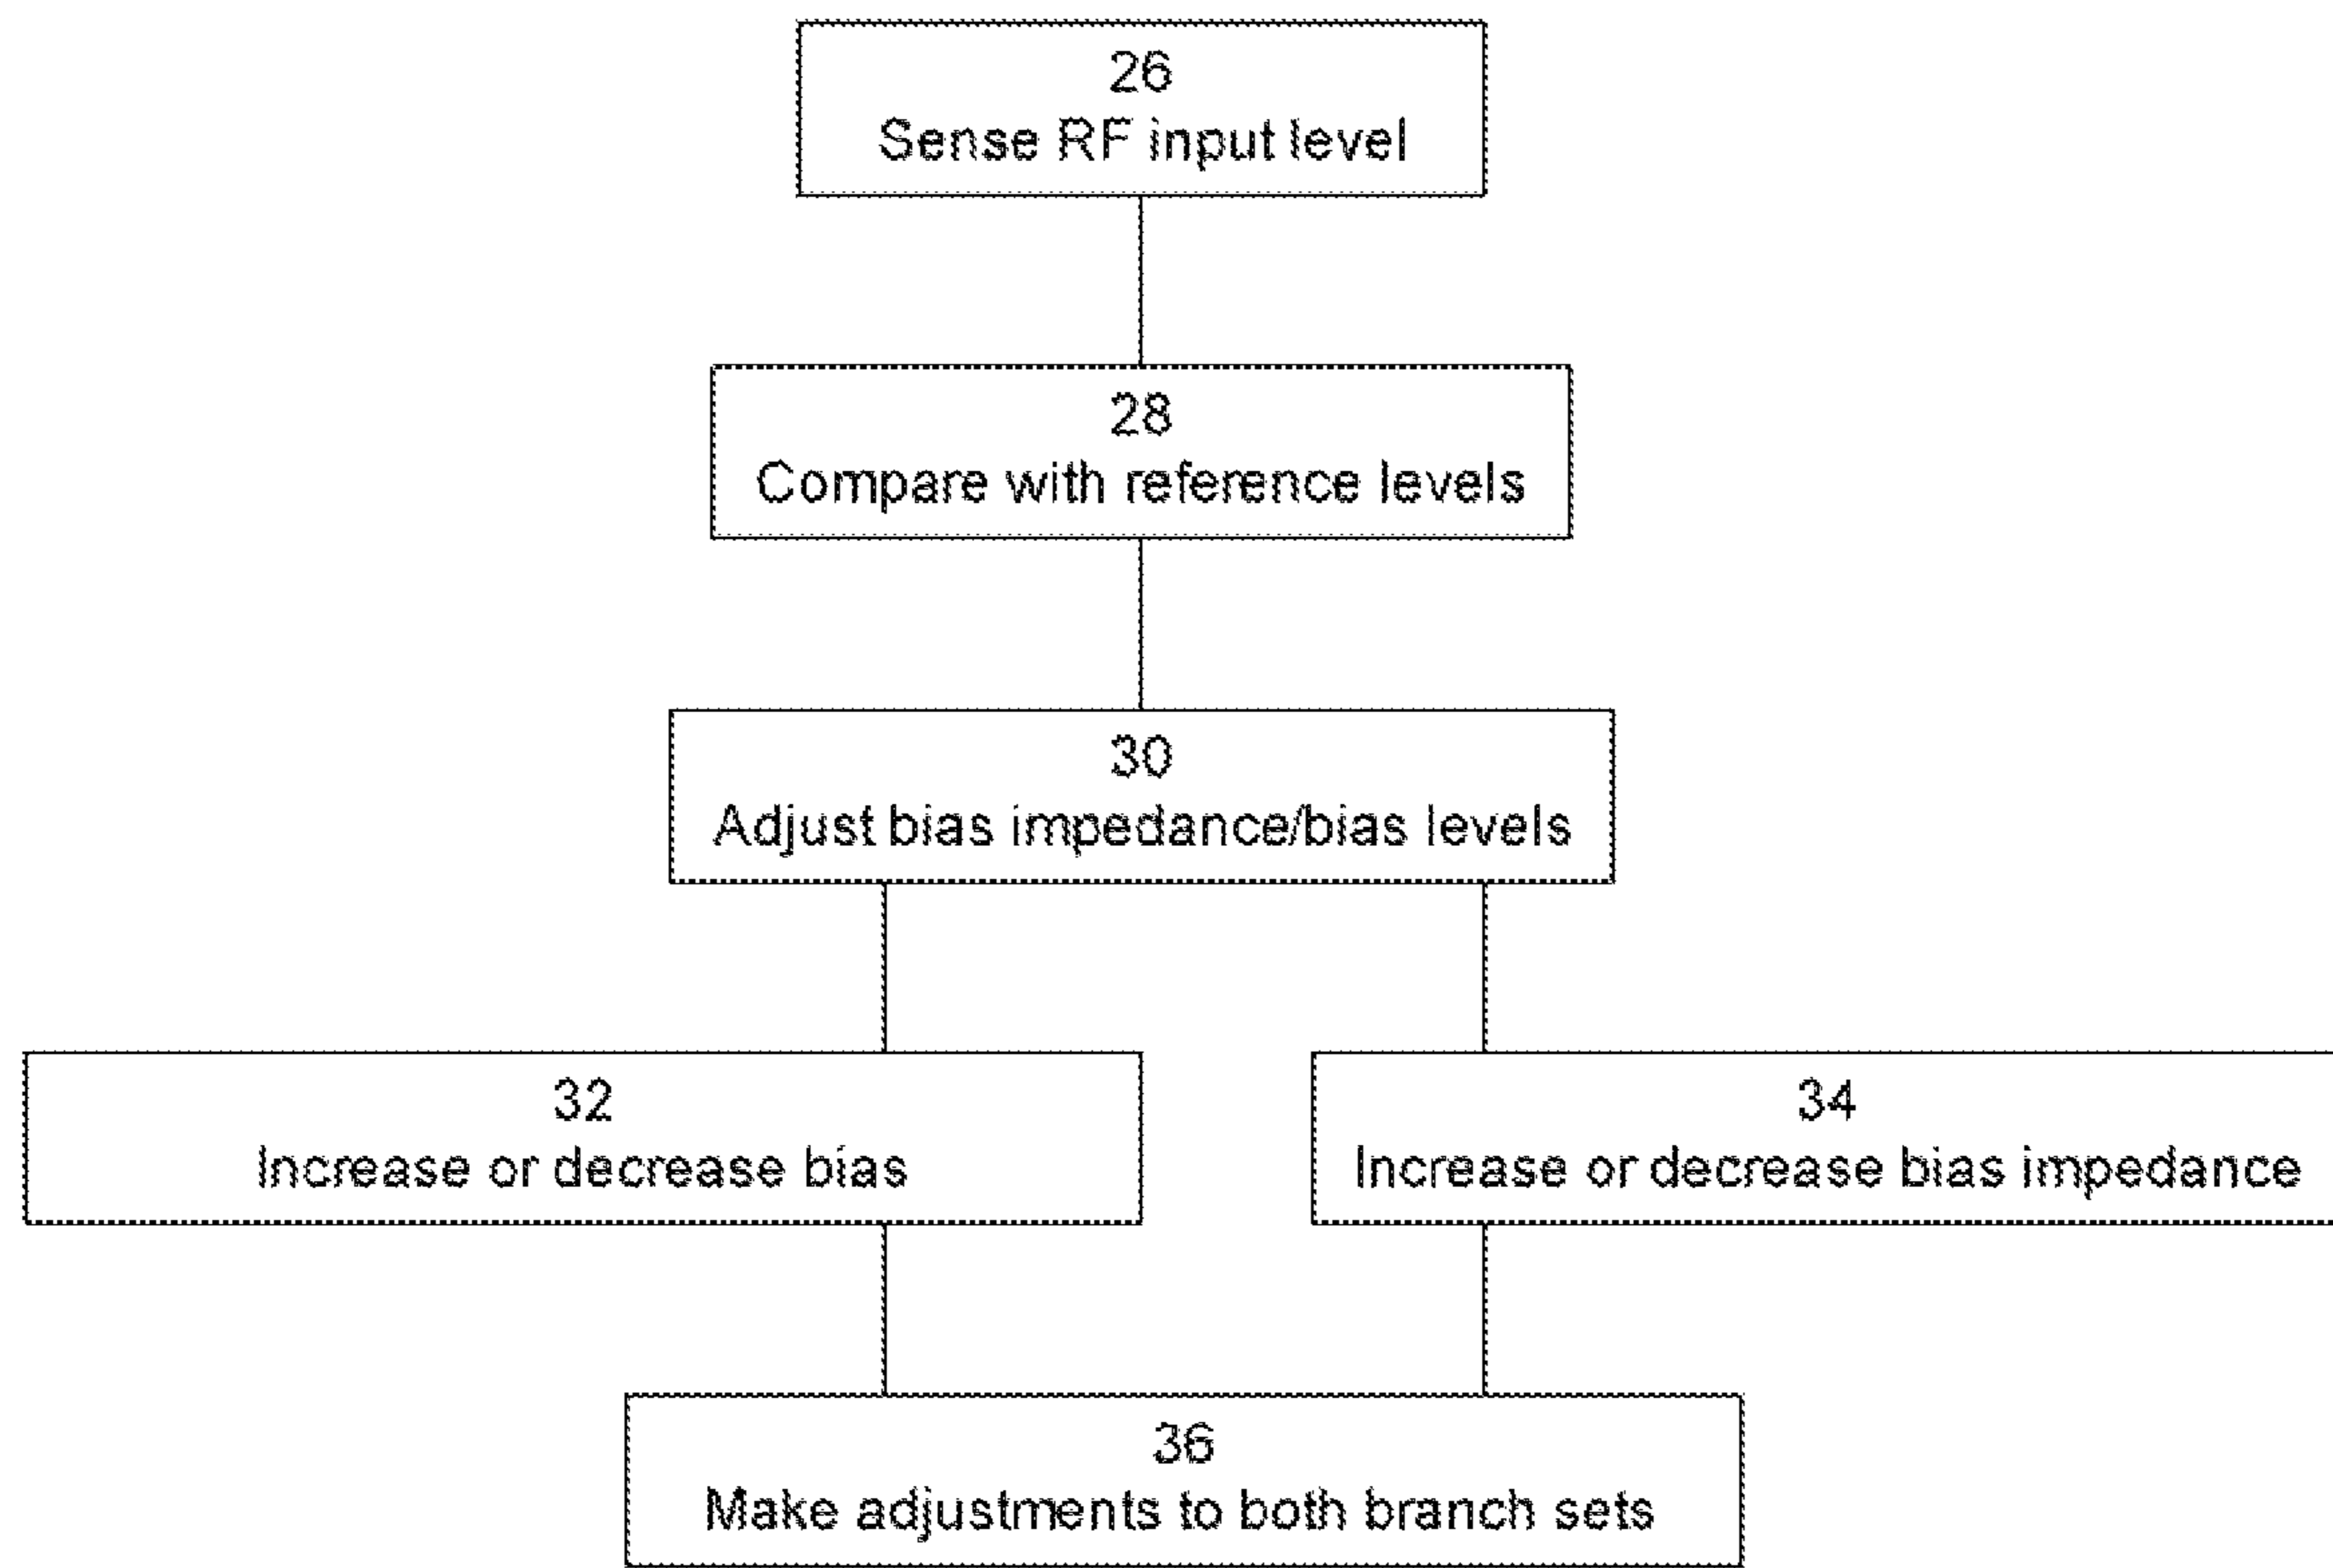 26
Sense RF input level
28
Compare with reference levels
30
Adjust bias impedance/bias levels
32
Increase or decrease bias
34
Increase or decrease bias impedance
36
Make adjustments to both branch sets